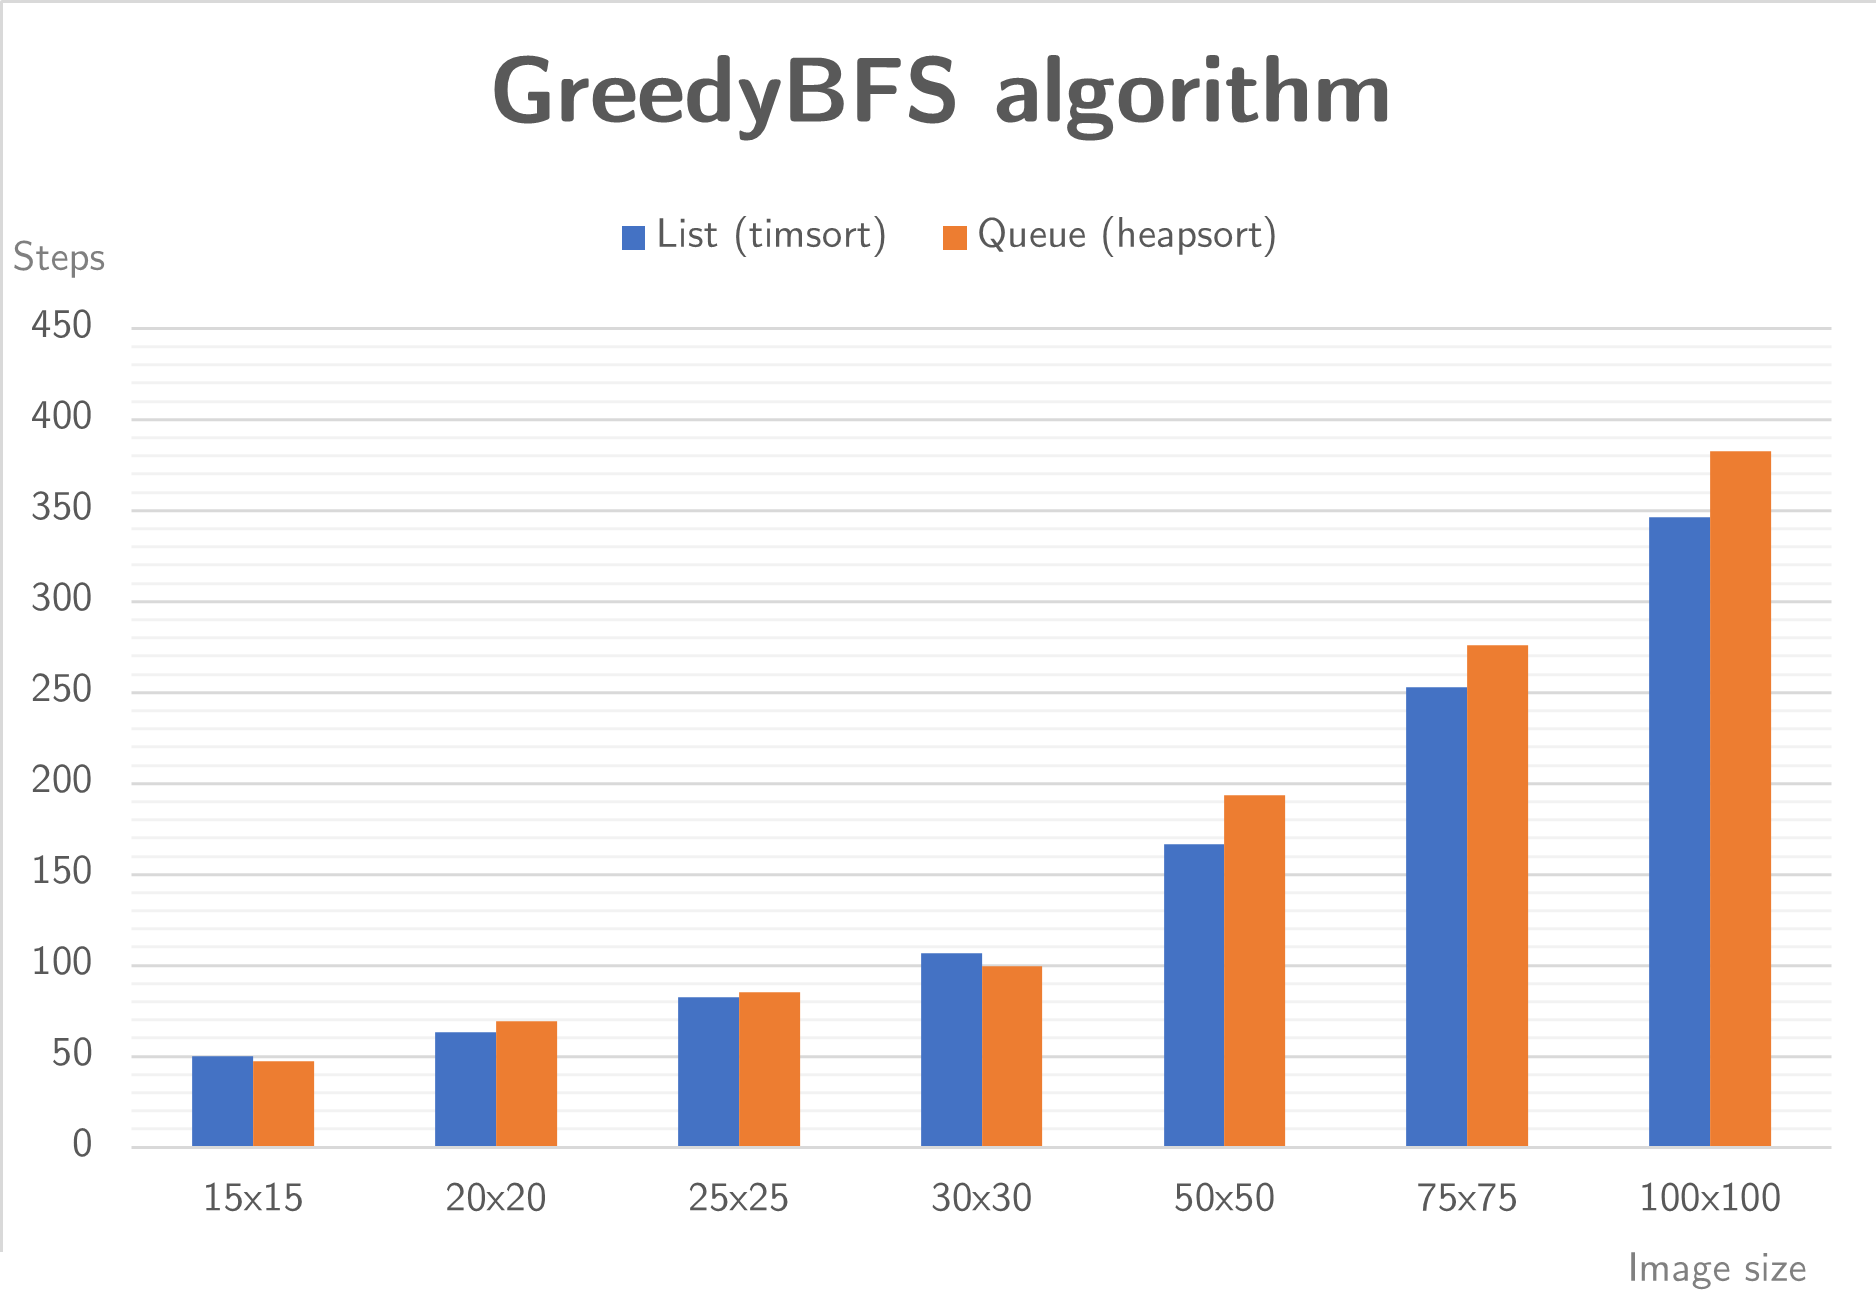 GreedyBFS algorithm
List (timsort) Queue (heapsort)
Steps
450
400
350
300
250
200
150
100
50
0
15x15 20x20 25x25 30x30 50x50 75x75 100x100
Image size